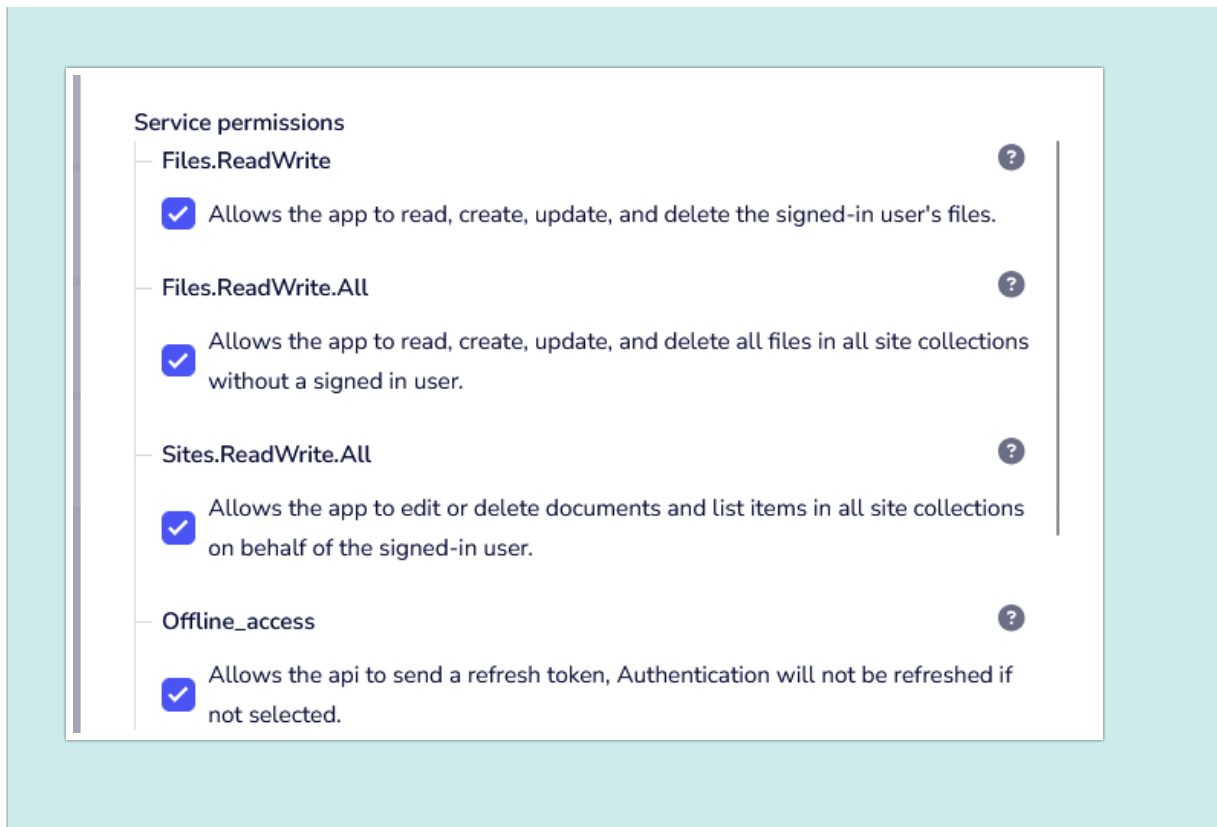 Service permissions
Files.ReadWrite
?
Allows the app to read, create, update, and delete the signed-in user's files.
Files.ReadWrite.All
?
Allows the app to read, create, update, and delete all files in all site collections
without a signed in user.
Sites.ReadWrite.All
?
Allows the app to edit or delete documents and list items in all site collections
on behalf of the signed-in user.
Offline_access
?
Allows the api to send a refresh token, Authentication will not be refreshed if
not selected.